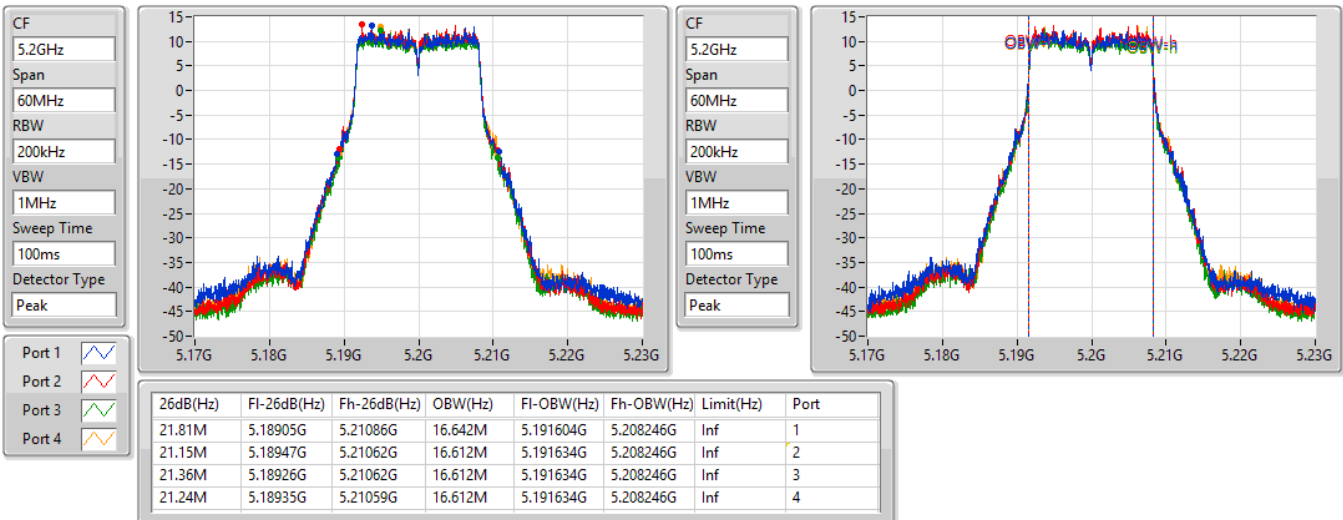 CF
5.2GHz
Span
60MHz
RBW
200kHz
VBW
1MHz
Sweep Time
100ms
Detector Type
Peak
15
10
5
0
-5
-10
-15
-20
-25
-30
-35
-40
-45
-50
5.17G 5.18G 5.19G 5.2G 5.21G 5.22G 5.23G
CF
5.2GHz
Span
60MHz
RBW
200kHz
VBW
1MHz
Sweep Time
100ms
Detector Type
Peak
15
10
5
0
-5
-10
-15
-20
-25
-30
-35
-40
-45
-50
5.17G 5.18G 5.19G 5.2G 5.21G 5.22G 5.23G
Port 1
Port 2
Port 3
Port 4
26dB(Hz) Fl-26dB(Hz) Fh-26dB(Hz) OBW(Hz) Fl-OBW(Hz) Fh-OBW(Hz) Limit(Hz) Port
21.81M 5.18905G 5.21086G 16.642M 5.191604G 5.208246G Inf 1
21.15M 5.18947G 5.21062G 16.612M 5.191634G 5.208246G Inf 2
21.36M 5.18926G 5.21062G 16.612M 5.191634G 5.208246G Inf 3
21.24M 5.18935G 5.21059G 16.612M 5.191634G 5.208246G Inf 4